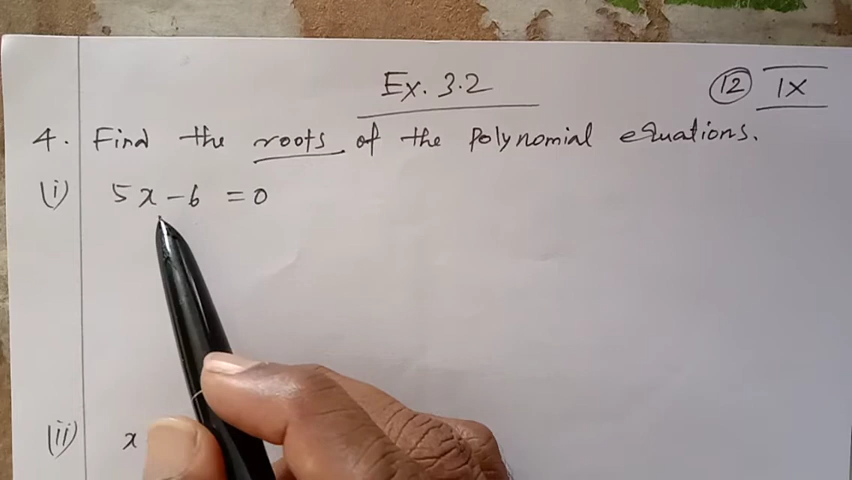 Ex. 3.2
12 IX
4. Find the roots of the polynomial equations.
(i) 5x - 6 = 0
(ii) x